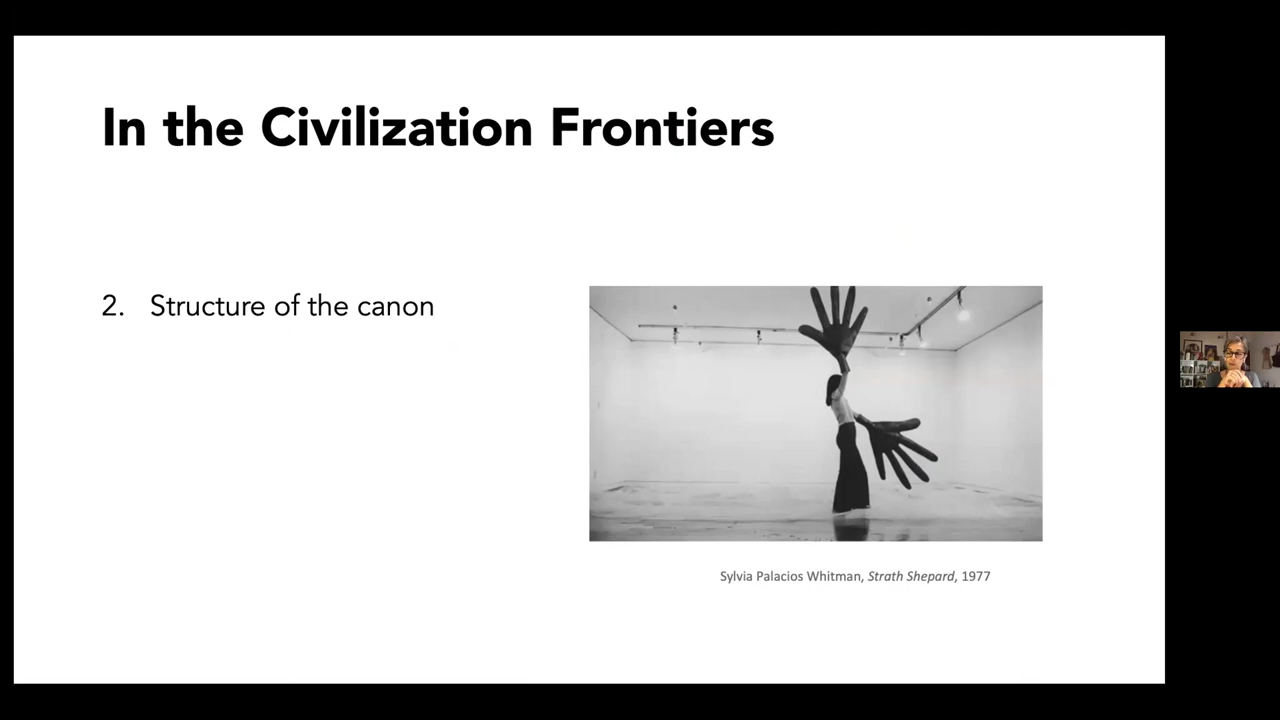 In the Civilization Frontiers
2. Structure of the canon
Sylvia Palacios Whitman, Strath Shepard, 1977